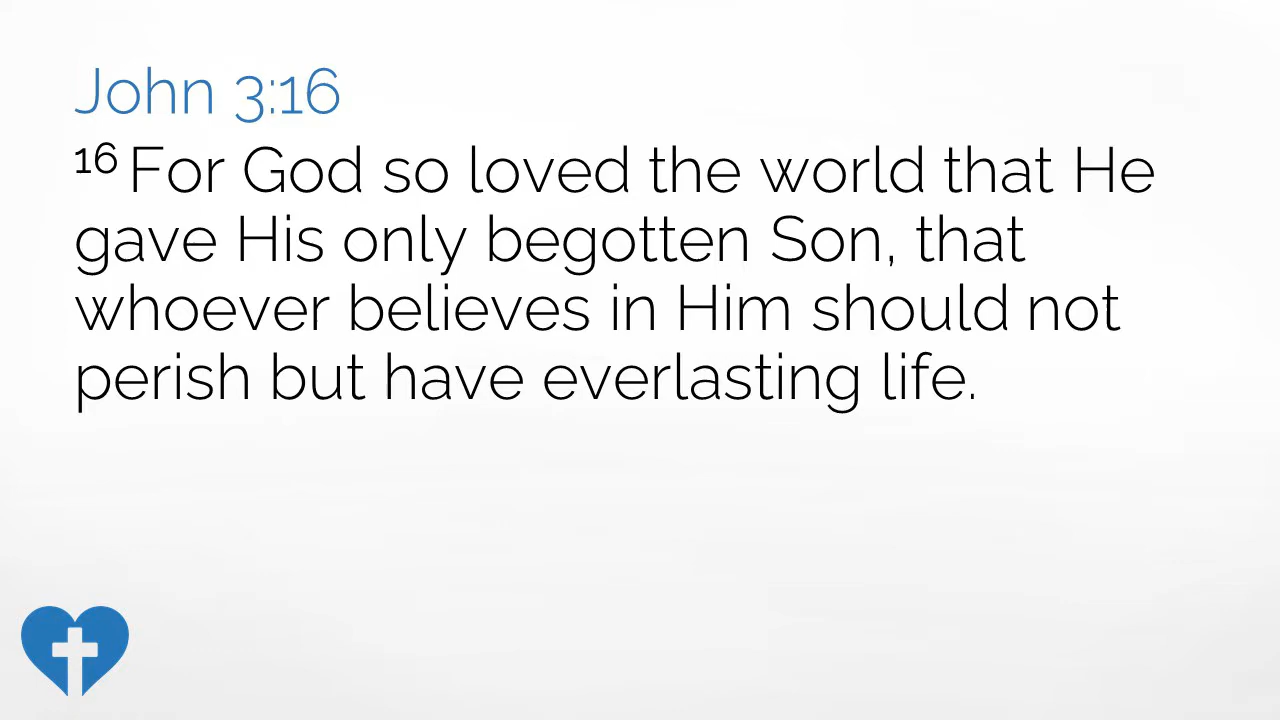 John 3:16
16 For God so loved the world that He
gave His only begotten Son, that
whoever believes in Him should not
perish but have everlasting life.